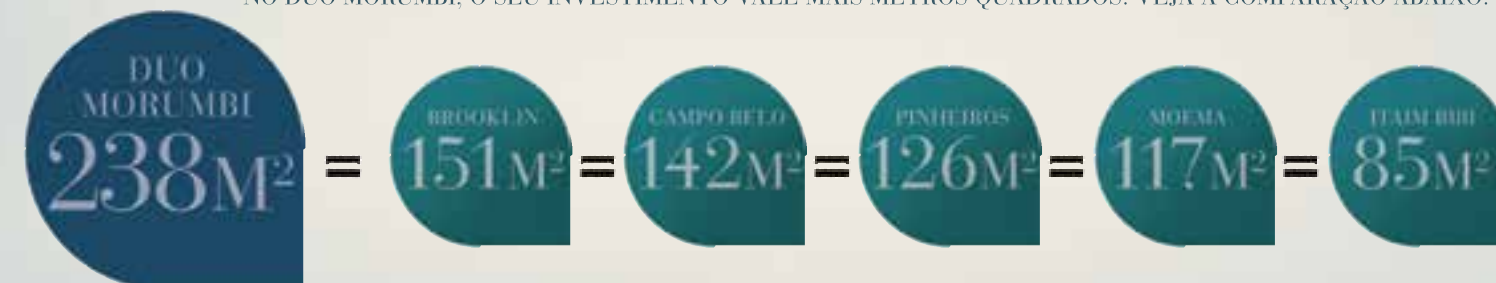 NO DUO MORUMBI, O SEU INVESTIMENTO VALE MAIS METROS QUADRADOS. VEJA A COMPARAÇÃO ABAIXO.
DUO
MORUMBI
238M²
=
BROOKLIN
151M²
=
CAMPO BELO
142M²
=
PINHEIROS
126M²
=
MOEMA
117M²
=
ITAIM BIBI
85M²